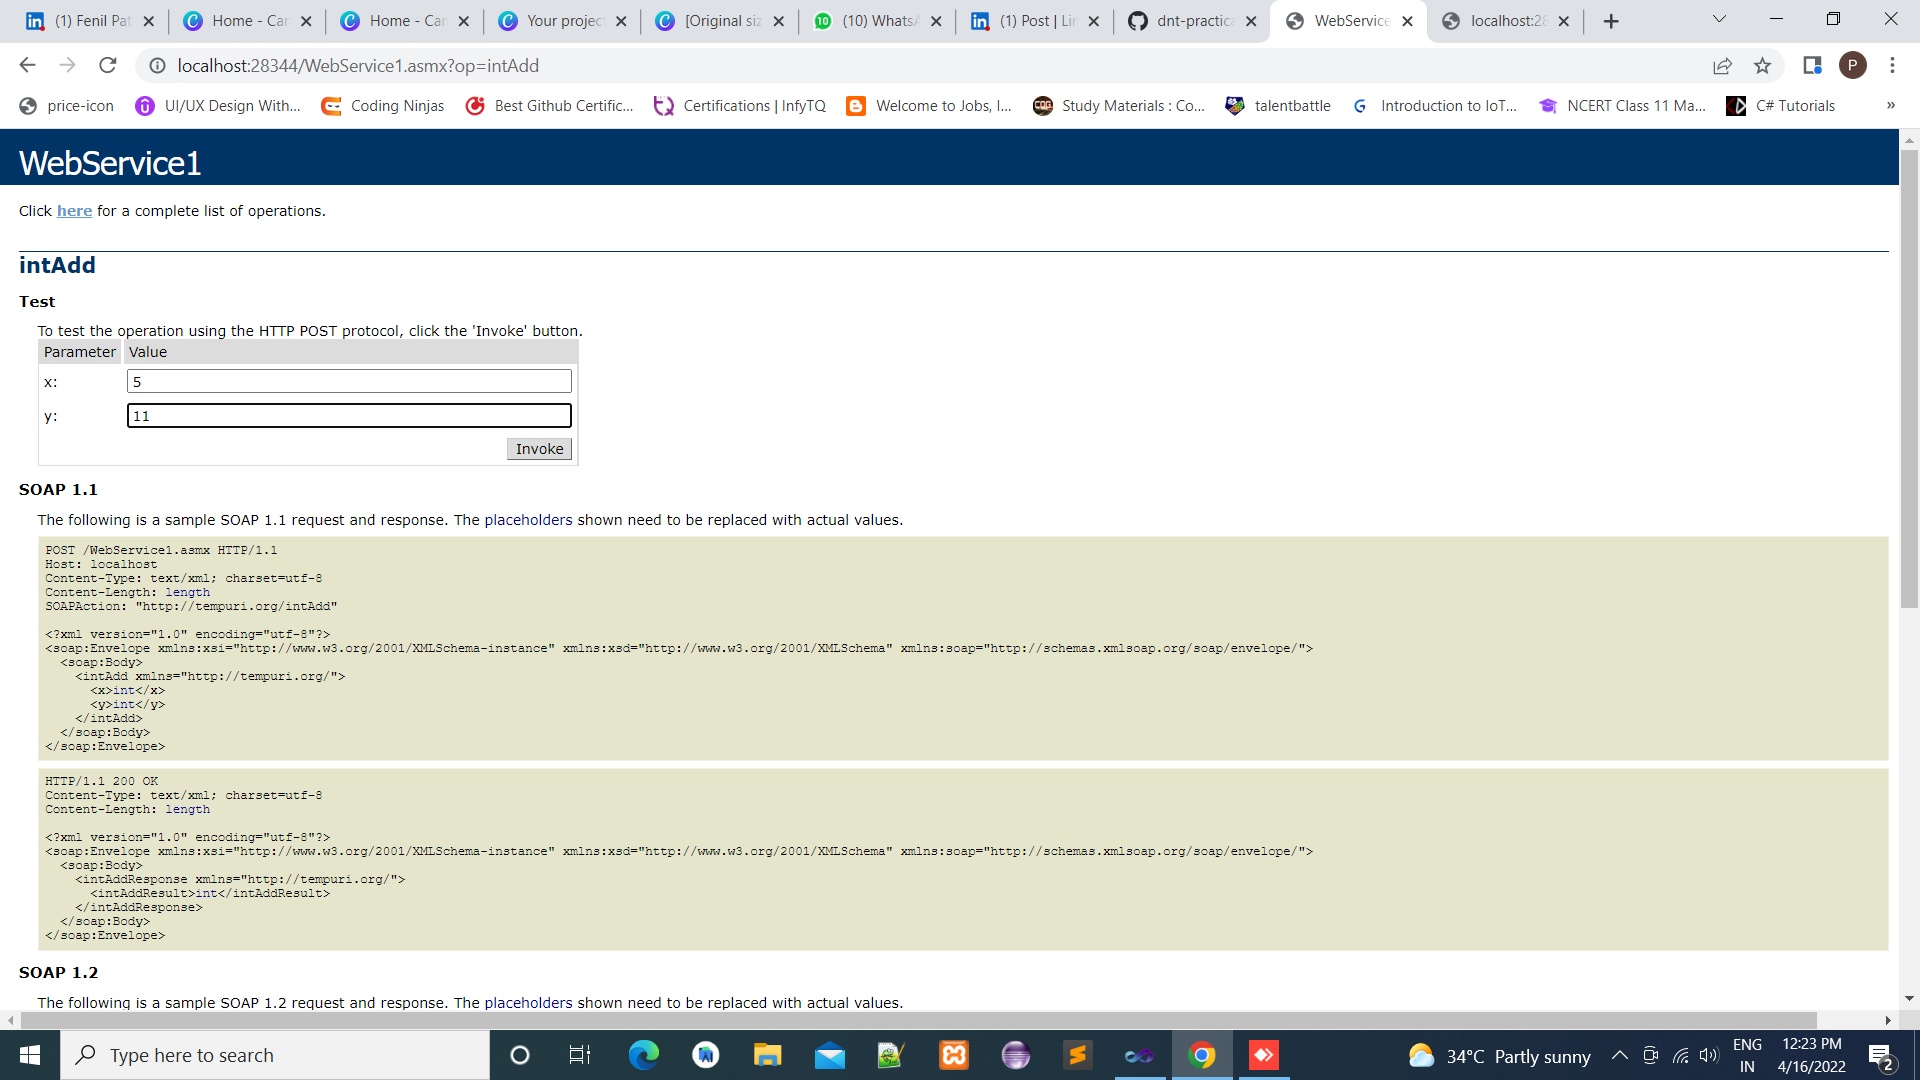 (1) Fenil Pat
Home - Can
Home - Can
Your projec
[Original siz
(10) WhatsA
(1) Post | Lin
dnt-practica
WebService
localhost:28
localhost:28344/WebService1.asmx?op=intAdd
P
price-icon
UI/UX Design With...
Coding Ninjas
Best Github Certific...
Certifications | InfyTQ
Welcome to Jobs, I...
Study Materials : Co...
talentbattle
Introduction to IoT...
NCERT Class 11 Ma...
C# Tutorials
»
WebService1
Click here for a complete list of operations.
intAdd
Test
To test the operation using the HTTP POST protocol, click the 'Invoke' button.
Parameter Value
x: 5
y: 11
Invoke
SOAP 1.1
The following is a sample SOAP 1.1 request and response. The placeholders shown need to be replaced with actual values.
POST /WebService1.asmx HTTP/1.1
Host: localhost
Content-Type: text/xml; charset=utf-8
Content-Length: length
SOAPAction: "http://tempuri.org/intAdd"
<?xml version="1.0" encoding="utf-8"?>
<soap:Envelope xmlns:xsi="http://www.w3.org/2001/XMLSchema-instance" xmlns:xsd="http://www.w3.org/2001/XMLSchema" xmlns:soap="http://schemas.xmlsoap.org/soap/envelope/">
<soap:Body>
<intAdd xmlns="http://tempuri.org/">
<x>int</x>
<y>int</y>
</intAdd>
</soap:Body>
</soap:Envelope>
HTTP/1.1 200 OK
Content-Type: text/xml; charset=utf-8
Content-Length: length
<?xml version="1.0" encoding="utf-8"?>
<soap:Envelope xmlns:xsi="http://www.w3.org/2001/XMLSchema-instance" xmlns:xsd="http://www.w3.org/2001/XMLSchema" xmlns:soap="http://schemas.xmlsoap.org/soap/envelope/">
<soap:Body>
<intAddResponse xmlns="http://tempuri.org/">
<intAddResult>int</intAddResult>
</intAddResponse>
</soap:Body>
</soap:Envelope>
SOAP 1.2
The following is a sample SOAP 1.2 request and response. The placeholders shown need to be replaced with actual values.
Type here to search
34°C Partly sunny
ENG
IN
12:23 PM
4/16/2022
2